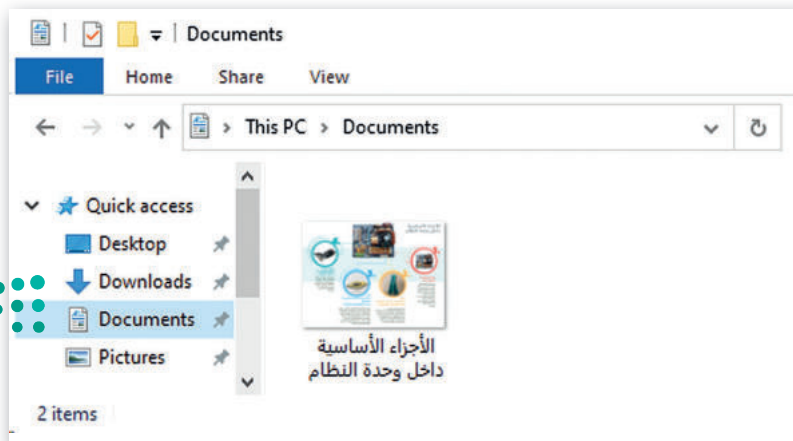 Documents
File Home Share View
This PC > Documents
Quick access
Desktop
Downloads
Documents
Pictures
الأجزاء الأساسية
داخل وحدة النظام
2 items